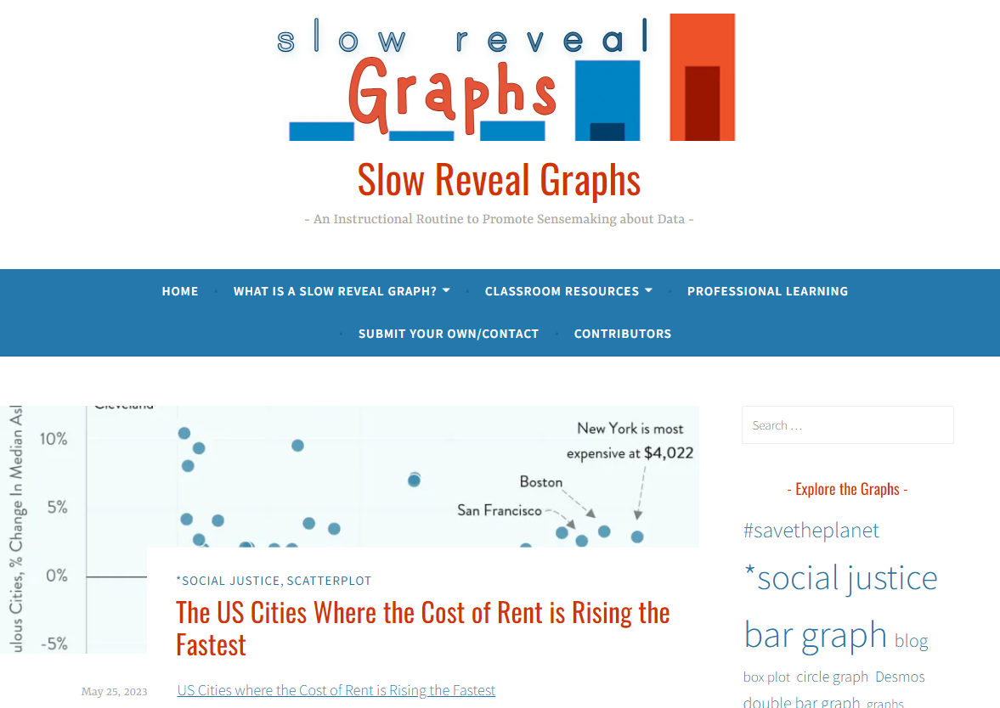 slow reveal
Graphs
Slow Reveal Graphs
- An Instructional Routine to Promote Sensemaking about Data -
HOME
WHAT IS A SLOW REVEAL GRAPH?
CLASSROOM RESOURCES
PROFESSIONAL LEARNING
SUBMIT YOUR OWN/CONTACT
CONTRIBUTORS
Cleveland
ulous Cities, % Change In Median Asl
10%
5%
0%
-5%
New York is most
expensive at $4,022
Boston
San Francisco
*SOCIAL JUSTICE, SCATTERPLOT
The US Cities Where the Cost of Rent is Rising the
Fastest
May 25, 2023
US Cities where the Cost of Rent is Rising the Fastest
Search …
- Explore the Graphs -
#savetheplanet
*social justice
bar graph blog
box plot circle graph Desmos
double bar graph graphs